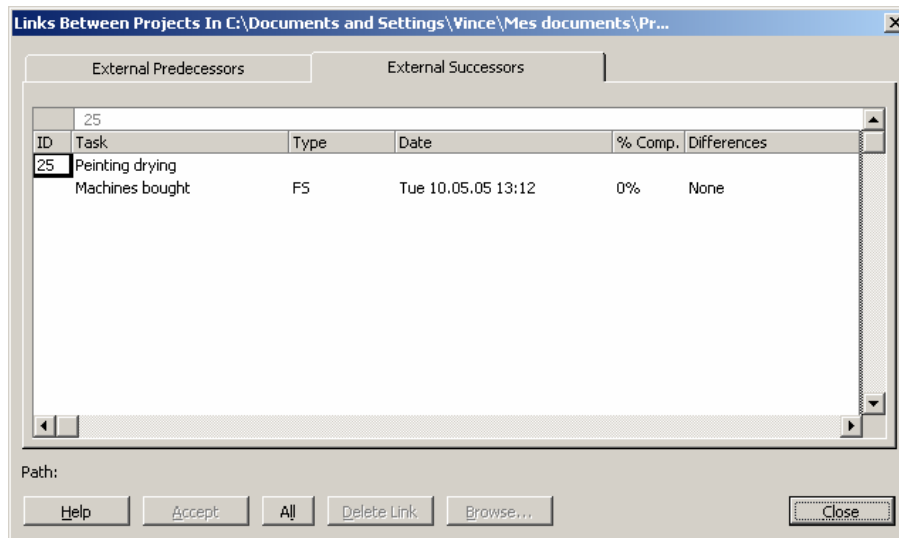 Links Between Projects In C:\Documents and Settings\Vince\Mes documents\Pr...
External Predecessors External Successors
25
ID Task Type Date % Comp. Differences
25 Peinting drying
Machines bought FS Tue 10.05.05 13:12 0% None
Path:
Help Accept All Delete Link Browse... Close